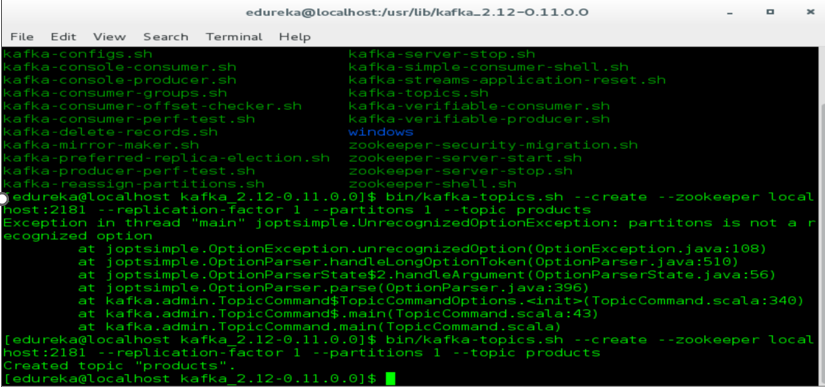 edureka@localhost:/usr/lib/kafka_2.12-0.11.0.0
File Edit View Search Terminal Help
kafka-configs.sh kafka-server-stop.sh
kafka-console-consumer.sh kafka-simple-consumer-shell.sh
kafka-console-producer.sh kafka-streams-application-reset.sh
kafka-consumer-groups.sh kafka-topics.sh
kafka-consumer-offset-checker.sh kafka-verifiable-consumer.sh
kafka-consumer-perf-test.sh kafka-verifiable-producer.sh
kafka-delete-records.sh windows
kafka-mirror-maker.sh zookeeper-security-migration.sh
kafka-preferred-replica-election.sh zookeeper-server-start.sh
kafka-producer-perf-test.sh zookeeper-server-stop.sh
kafka-reassign-partitions.sh zookeeper-shell.sh
[edureka@localhost kafka_2.12-0.11.0.0]$ bin/kafka-topics.sh --create --zookeeper local
host:2181 --replication-factor 1 --partitons 1 --topic products
Exception in thread "main" joptsimple.UnrecognizedOptionException: partitons is not a r
ecognized option
at joptsimple.OptionException.unrecognizedOption(OptionException.java:108)
at joptsimple.OptionParser.handleLongOptionToken(OptionParser.java:510)
at joptsimple.OptionParserState$2.handleArgument(OptionParserState.java:56)
at joptsimple.OptionParser.parse(OptionParser.java:396)
at kafka.admin.TopicCommand$TopicCommandOptions.<init>(TopicCommand.scala:340)
at kafka.admin.TopicCommand$.main(TopicCommand.scala:43)
at kafka.admin.TopicCommand.main(TopicCommand.scala)
[edureka@localhost kafka_2.12-0.11.0.0]$ bin/kafka-topics.sh --create --zookeeper local
host:2181 --replication-factor 1 --partitions 1 --topic products
Created topic "products".
[edureka@localhost kafka_2.12-0.11.0.0]$